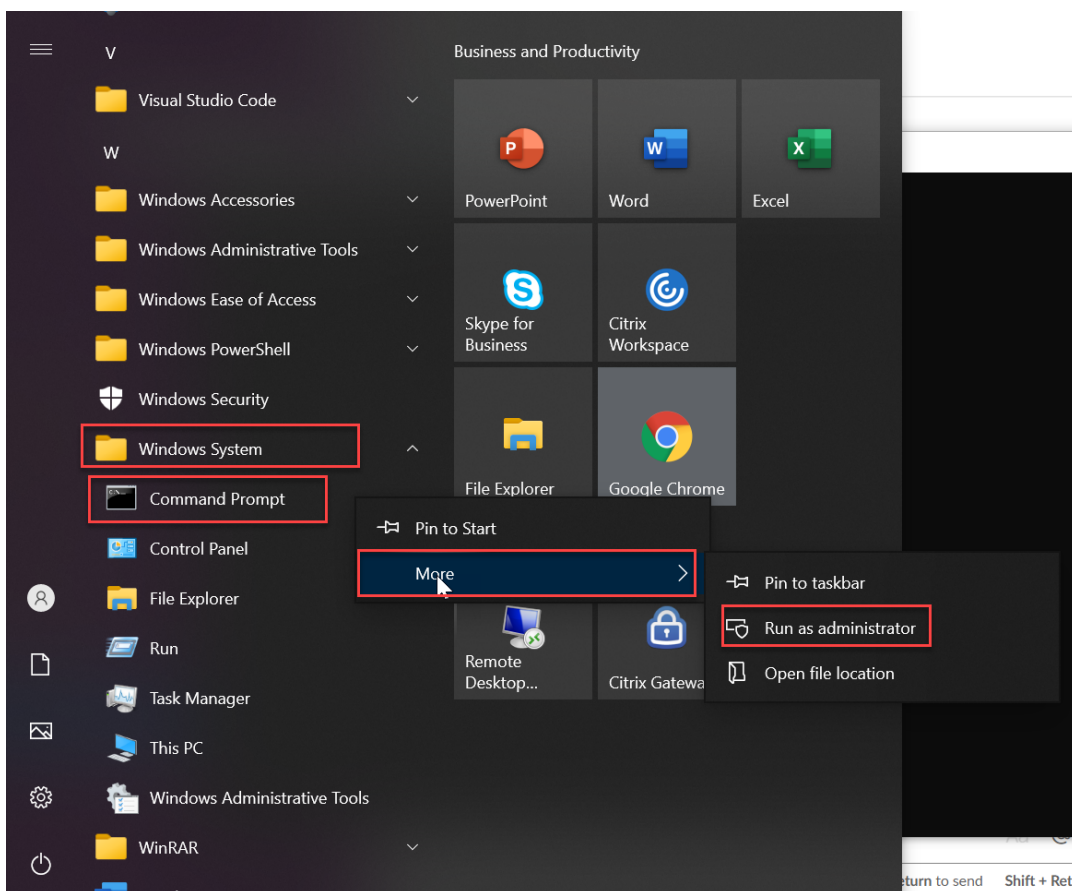 V
Visual Studio Code
W
Windows Accessories
Windows Administrative Tools
Windows Ease of Access
Windows PowerShell
Windows Security
Windows System
Command Prompt
Control Panel
File Explorer
Run
Task Manager
This PC
Windows Administrative Tools
WinRAR
Business and Productivity
P
PowerPoint
W
Word
X
Excel
S
Skype for
Business
Citrix
Workspace
File Explorer
Google Chrome
Remote
Desktop...
Citrix Gatewa
Pin to Start
More
Pin to taskbar
Run as administrator
Open file location
eturn to send
Shift + Ret